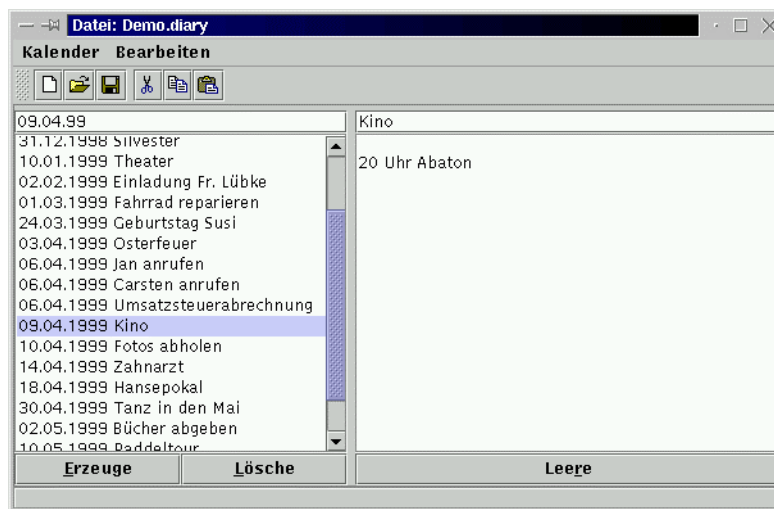 Datei: Demo.diary
Kalender Bearbeiten
09.04.99
Kino
31.12.1998 Silvester
10.01.1999 Theater
02.02.1999 Einladung Fr. Lübke
01.03.1999 Fahrrad reparieren
24.03.1999 Geburtstag Susi
03.04.1999 Osterfeuer
06.04.1999 Jan anrufen
06.04.1999 Carsten anrufen
06.04.1999 Umsatzsteuerabrechnung
09.04.1999 Kino
10.04.1999 Fotos abholen
14.04.1999 Zahnarzt
18.04.1999 Hansepokal
30.04.1999 Tanz in den Mai
02.05.1999 Bücher abgeben
10.05.1999 Paddeltour
20 Uhr Abaton
Erzeuge
Lösche
Leere